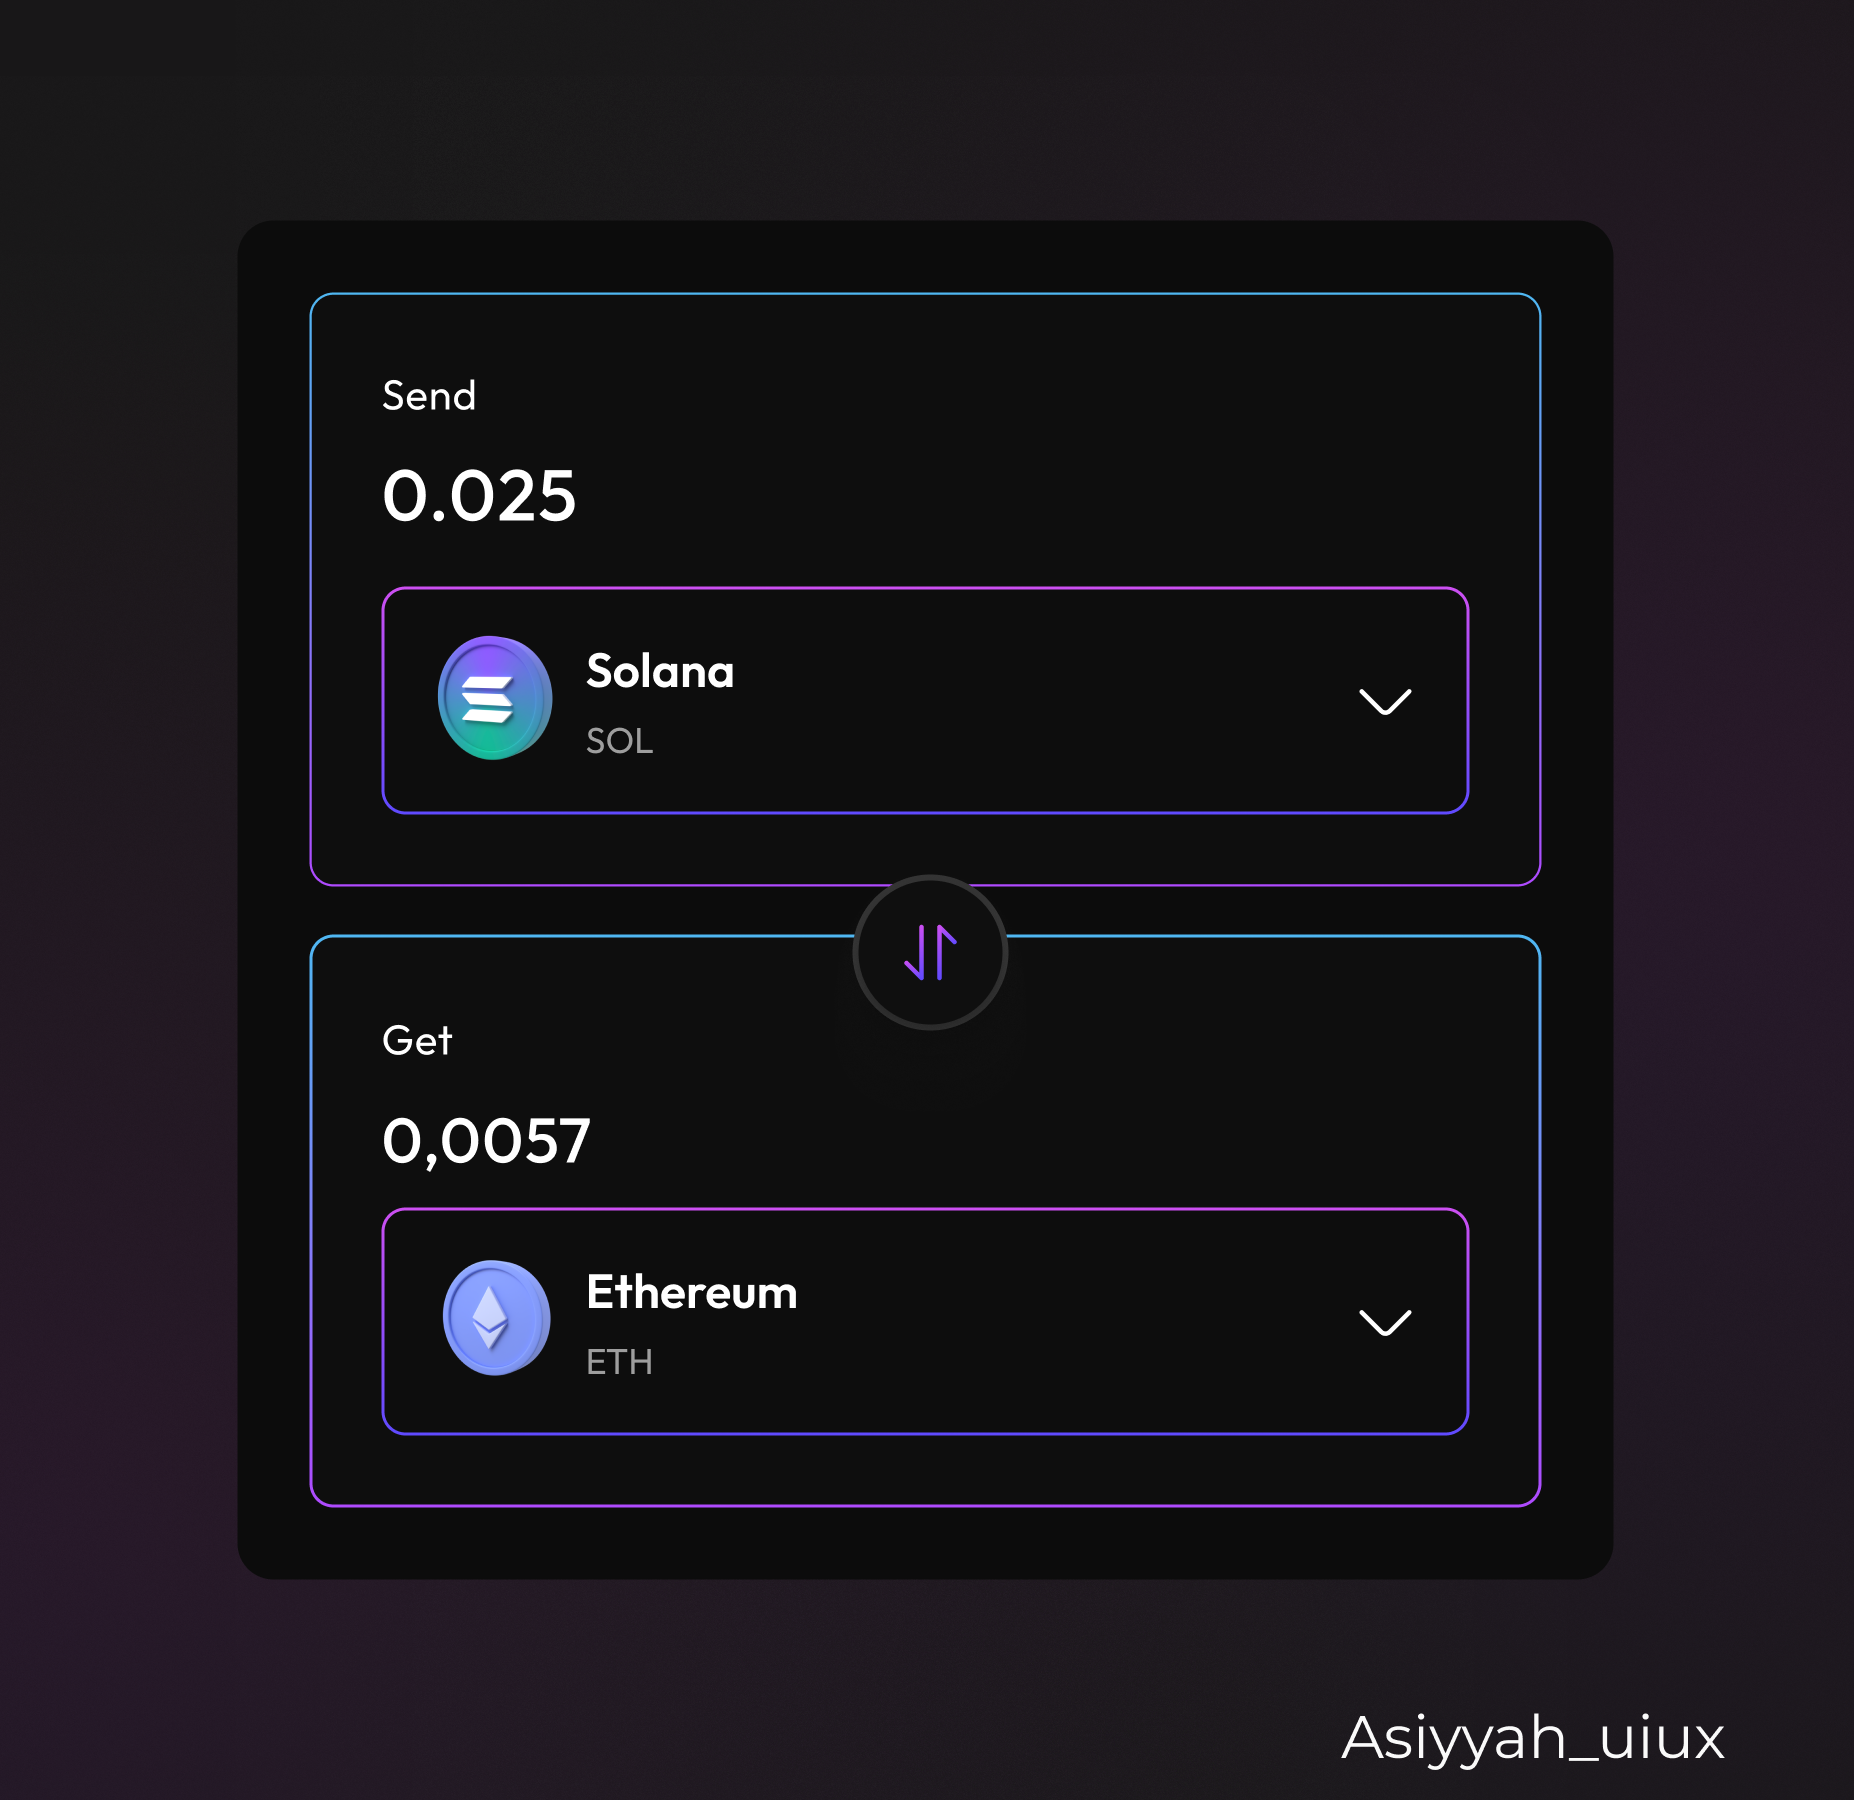 Send
0.025
Solana
SOL
Get
0,0057
Ethereum
ETH
Asiyyah_uiux